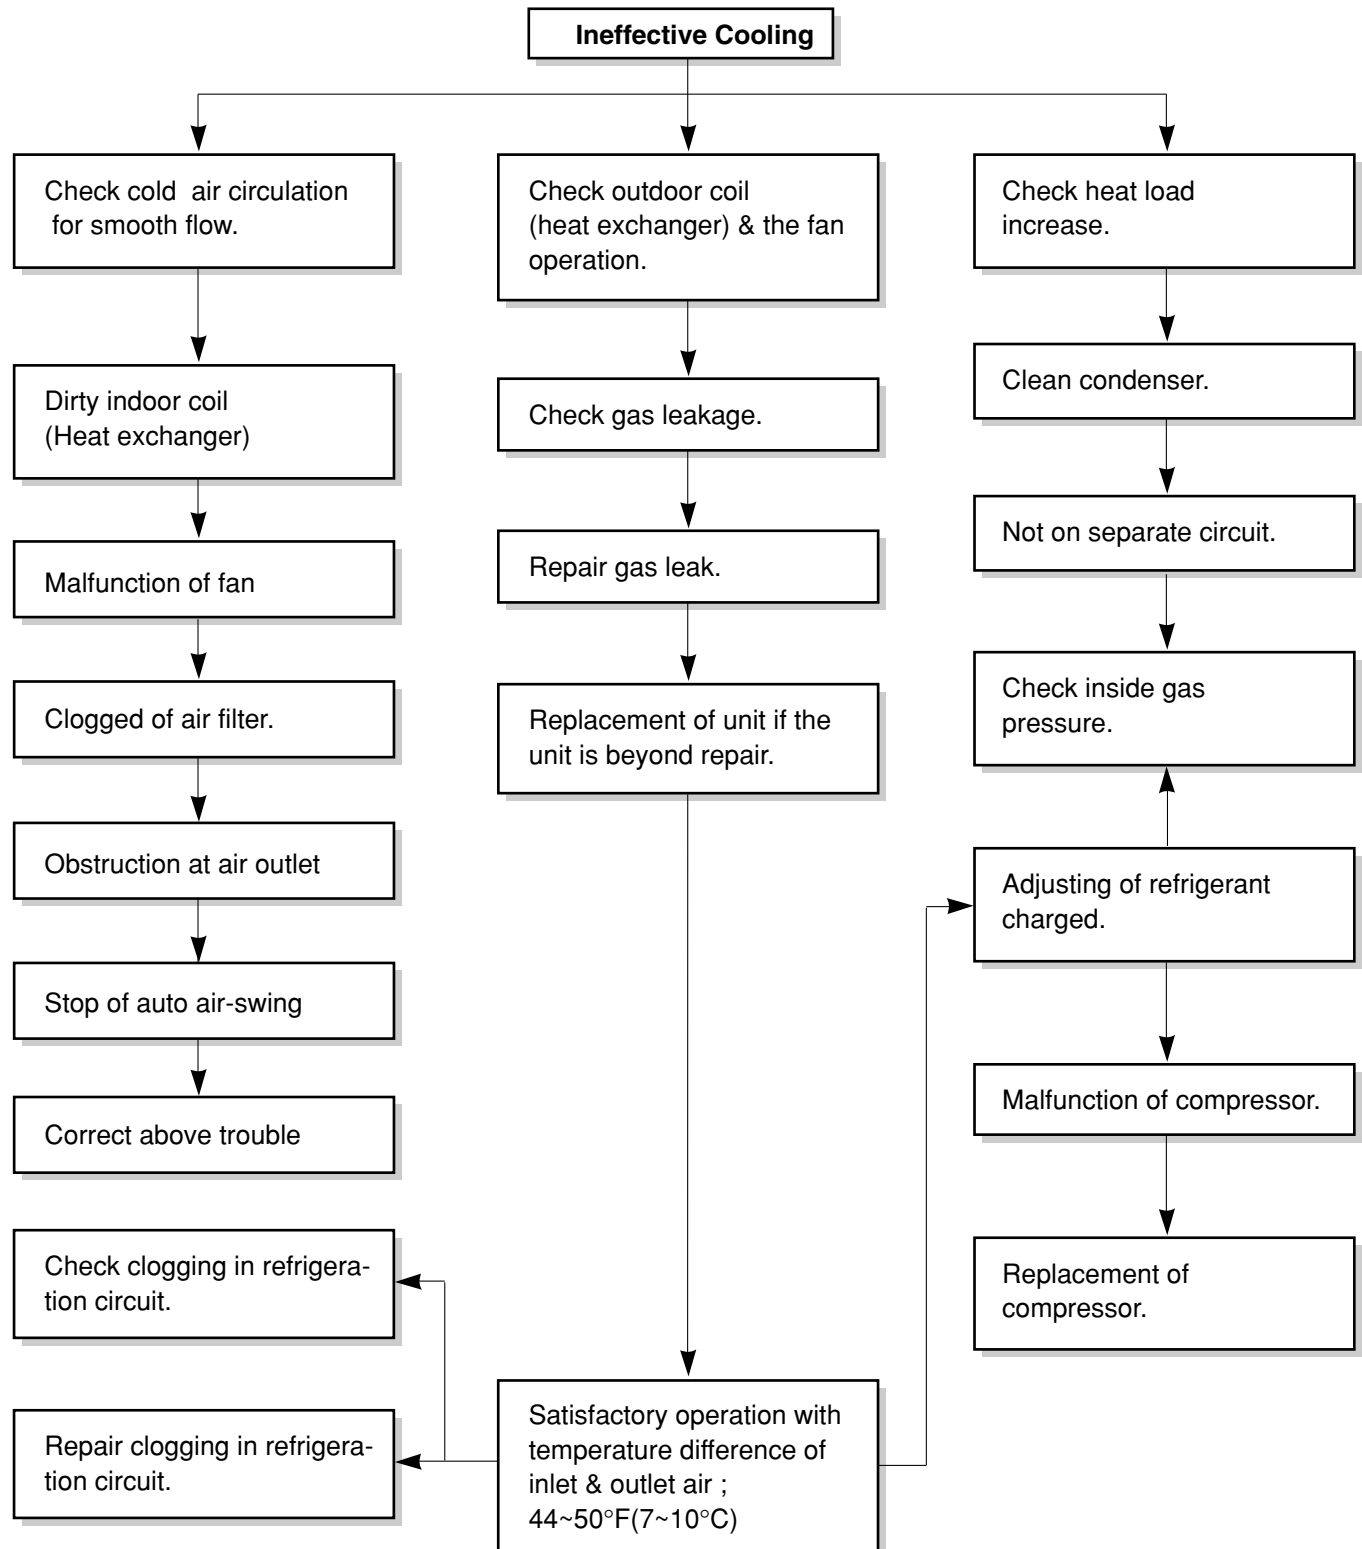 Ineffective Cooling
Check cold air circulation
for smooth flow.
Dirty indoor coil
(Heat exchanger)
Malfunction of fan
Clogged of air filter.
Obstruction at air outlet
Stop of auto air-swing
Correct above trouble
Check clogging in refrigera-
tion circuit.
Repair clogging in refrigera-
tion circuit.
Check outdoor coil
(heat exchanger) & the fan
operation.
Check gas leakage.
Repair gas leak.
Replacement of unit if the
unit is beyond repair.
Satisfactory operation with
temperature difference of
inlet & outlet air ;
44~50°F(7~10°C)
Check heat load
increase.
Clean condenser.
Not on separate circuit.
Check inside gas
pressure.
Adjusting of refrigerant
charged.
Malfunction of compressor.
Replacement of
compressor.